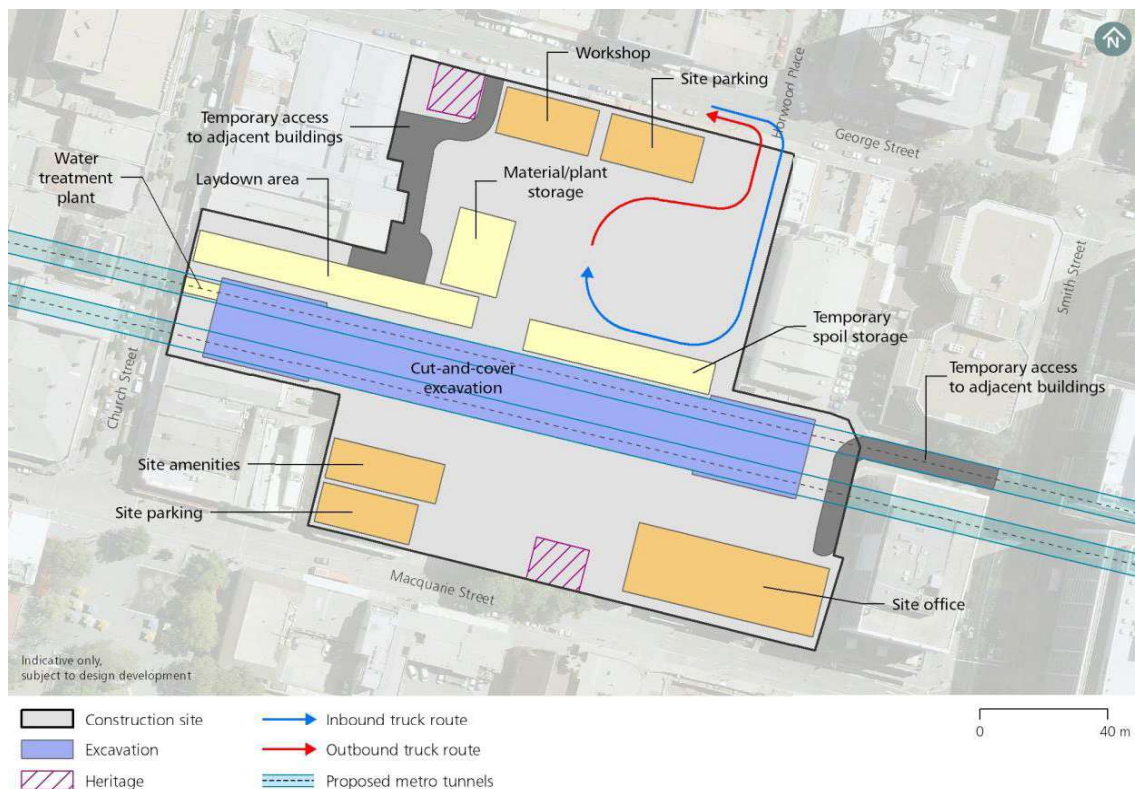 N
Workshop
Site parking
Horwood Place
George Street
Temporary access
to adjacent buildings
Water
treatment
plant
Laydown area
Material/plant
storage
Smith Street
Temporary
spoil storage
Temporary access
to adjacent buildings
Cut-and-cover
excavation
Church Street
Site amenities
Site parking
Macquarie Street
Site office
Indicative only,
subject to design development
Construction site
Inbound truck route
0 40 m
Excavation
Outbound truck route
Heritage
Proposed metro tunnels